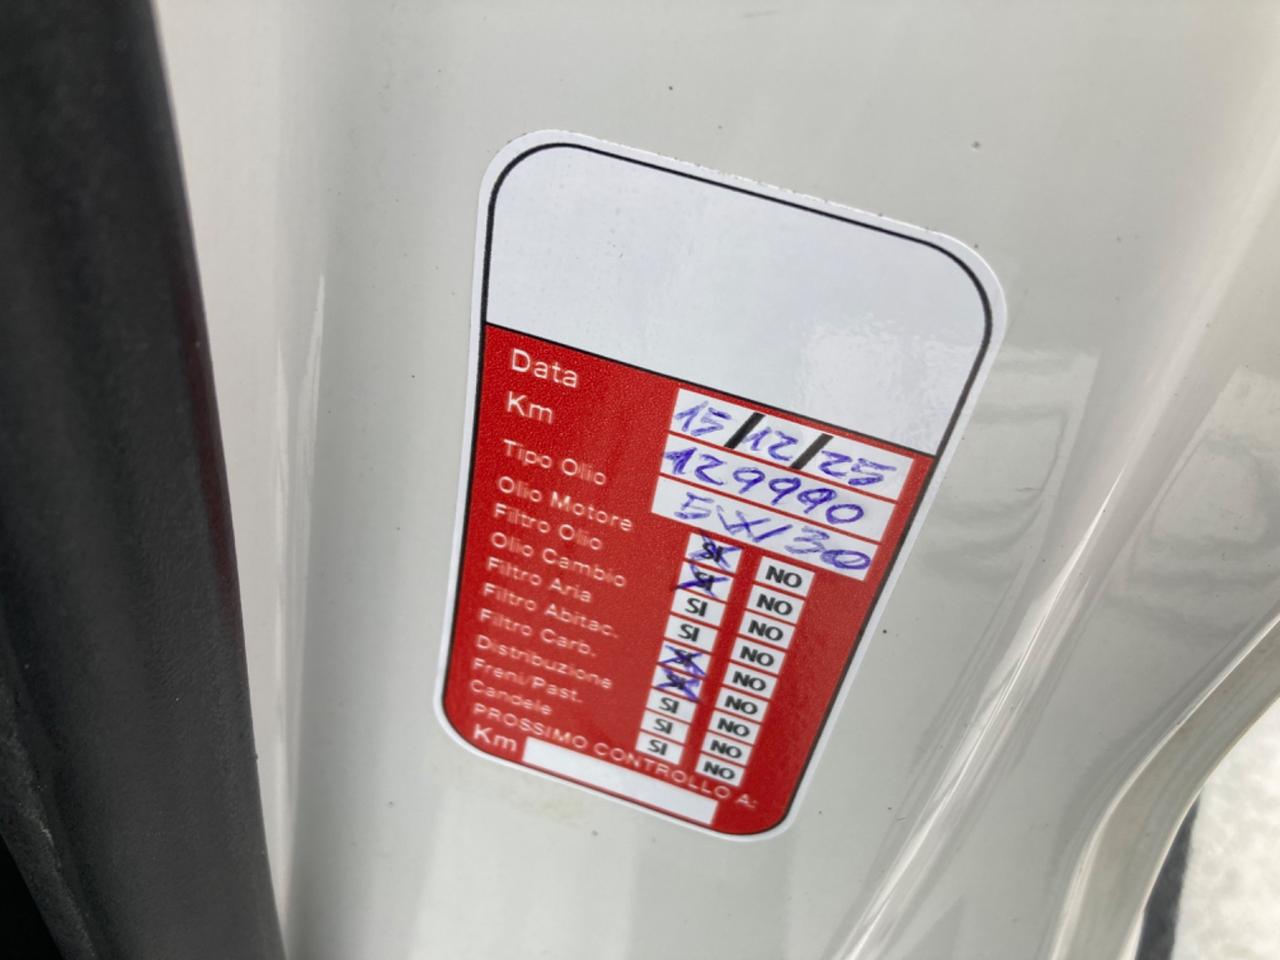 Data 15/12/25
Km 129990
Tipo Olio 5W/30
Olio Motore SI NO
Filtro Olio SI NO
Olio Cambio SI NO
Filtro Aria SI NO
Filtro Abitac. SI NO
Filtro Carb. SI NO
Distribuzione SI NO
Freni/Past. SI NO
Candele SI NO
PROSSIMO CONTROLLO A:
Km